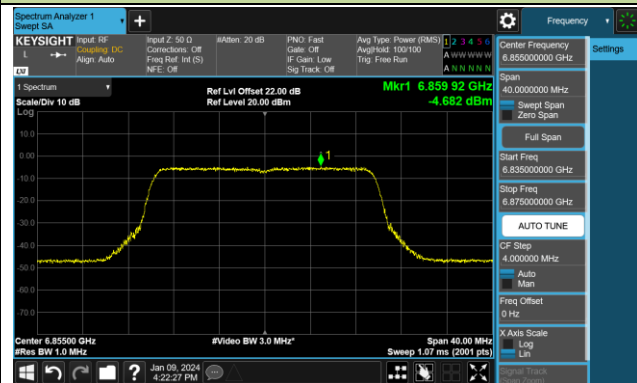 Spectrum Analyzer 1
Swept SA
Frequency
KEYSIGHT
L
LXI
Input: RF
Coupling: DC
Align: Auto
Input Z: 50 Ω
Corrections: Off
Freq Ref: Int (S)
NFE: Off
#Atten: 20 dB
PNO: Fast
Gate: Off
IF Gain: Low
Sig Track: Off
Avg Type: Power (RMS)
Avg|Hold: 100/100
Trig: Free Run
1 2 3 4 5 6
A W W W W W
A N N N N N
1 Spectrum
Scale/Div 10 dB
Log
Ref Lvl Offset 22.00 dB
Ref Level 20.00 dBm
Mkr1 6.859 92 GHz
-4.682 dBm
10.0
0.00
-10.0
-20.0
-30.0
-40.0
-50.0
-60.0
-70.0
1
Center 6.85500 GHz
#Res BW 1.0 MHz
#Video BW 3.0 MHz*
Span 40.00 MHz
Sweep 1.07 ms (2001 pts)
Jan 09, 2024
4:22:27 PM
Center Frequency
6.855000000 GHz
Span
40.0000000 MHz
Swept Span
Zero Span
Full Span
Start Freq
6.835000000 GHz
Stop Freq
6.875000000 GHz
AUTO TUNE
CF Step
4.000000 MHz
Auto
Man
Freq Offset
0 Hz
X Axis Scale
Log
Lin
Signal Track
(Span Zoom)
Settings